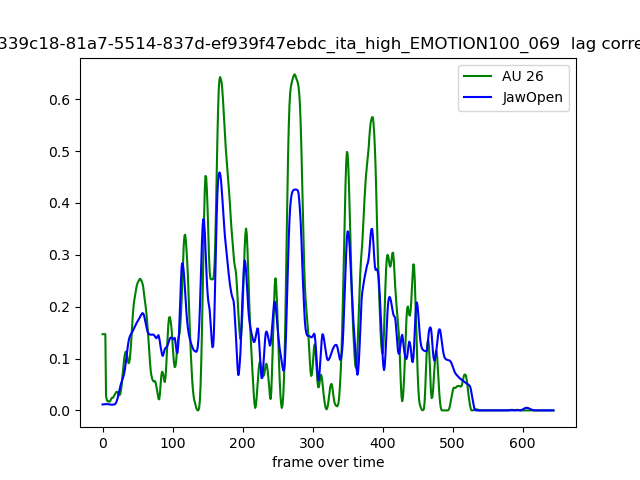 339c18-81a7-5514-837d-ef939f47ebdc_ita_high_EMOTION100_069 lag corre
AU 26
JawOpen
0.6
0.5
0.4
0.3
0.2
0.1
0.0
0 100 200 300 400 500 600
frame over time